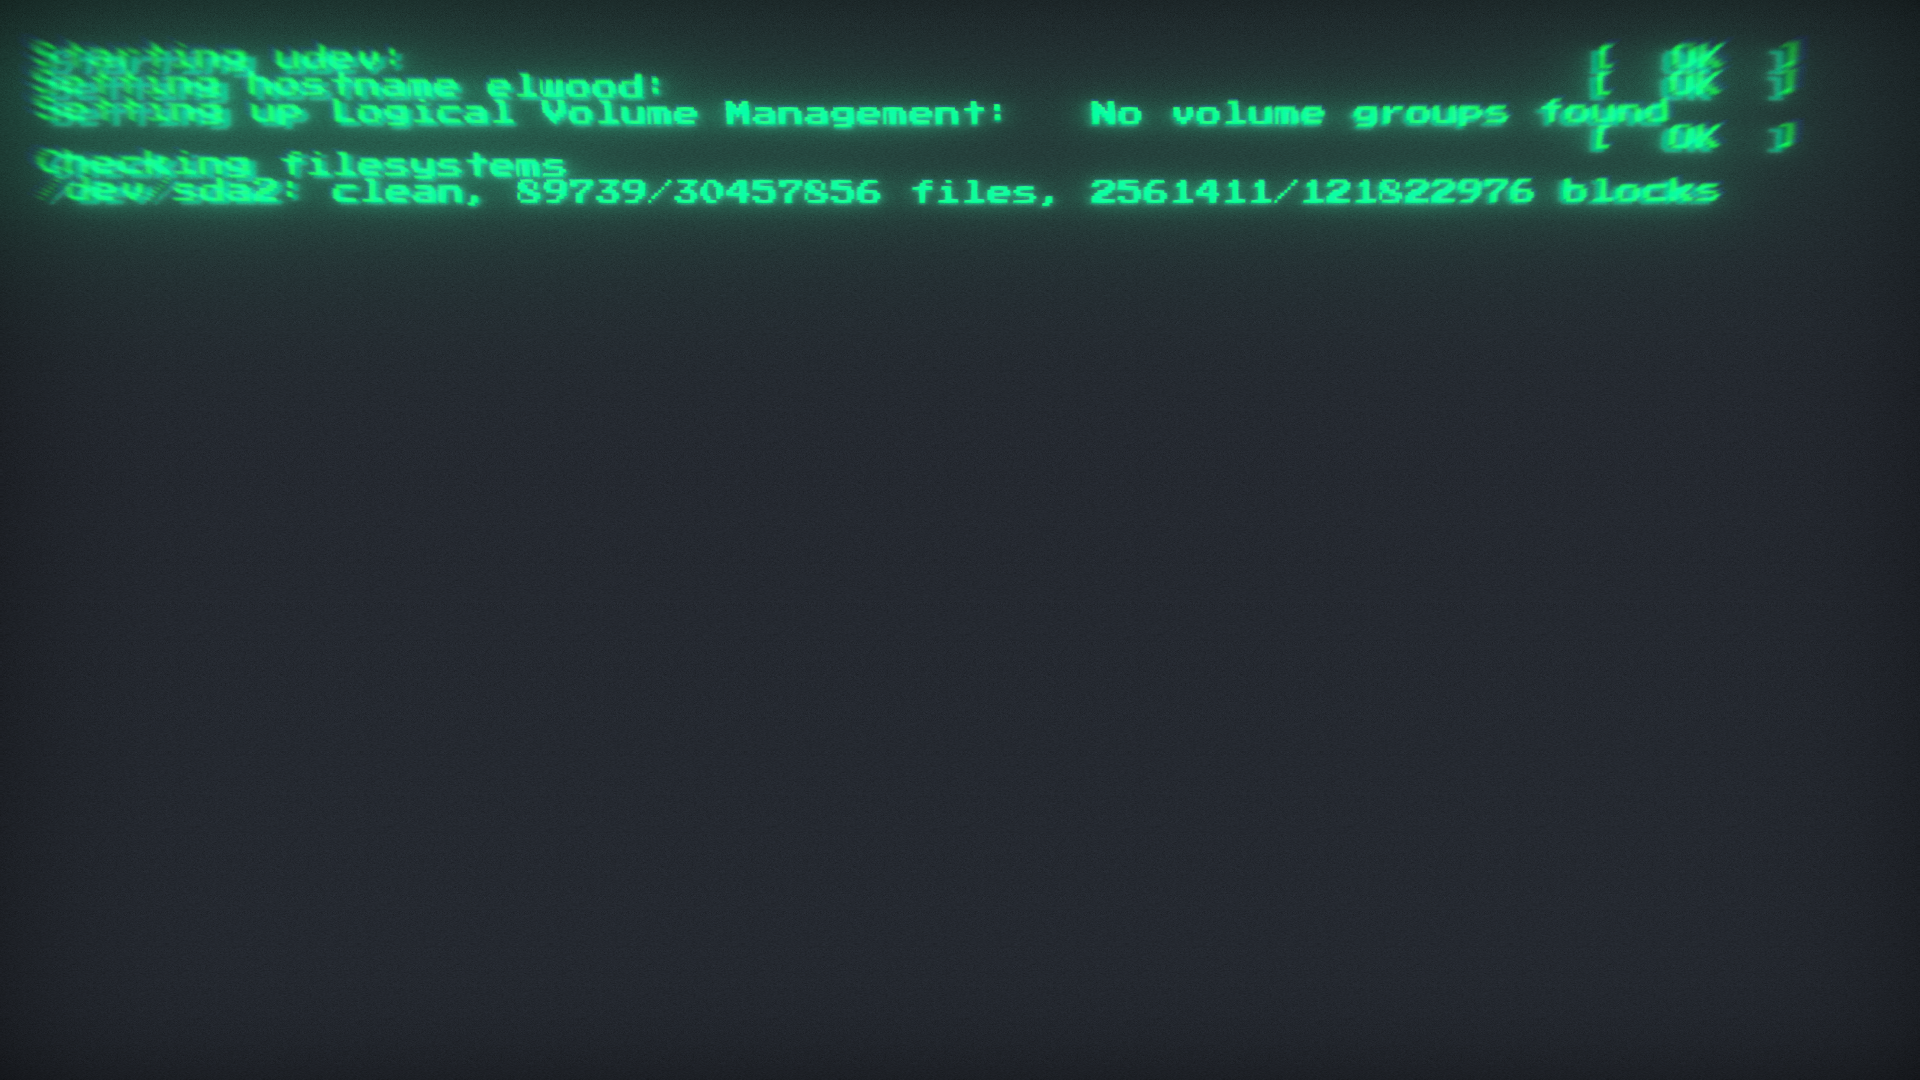 Starting udev: [ OK ]
Setting hostname elwood: [ OK ]
Setting up Logical Volume Management: No volume groups found
[ OK ]
Checking filesystems
/dev/sda2: clean, 89739/30457856 files, 2561411/121822976 blocks